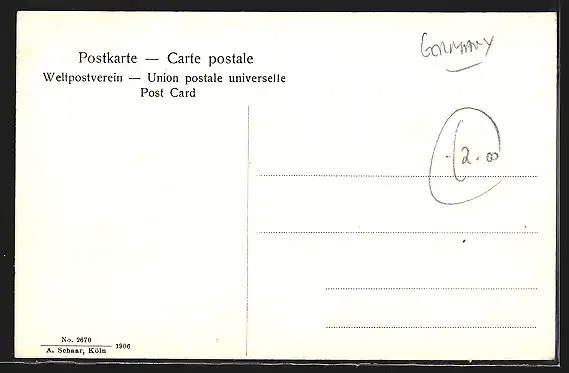 GERMANY
Postkarte — Carte postale
Weltpostverein — Union postale universelle
Post Card
2.00
No. 2670
A. Schaar, Köln 1906